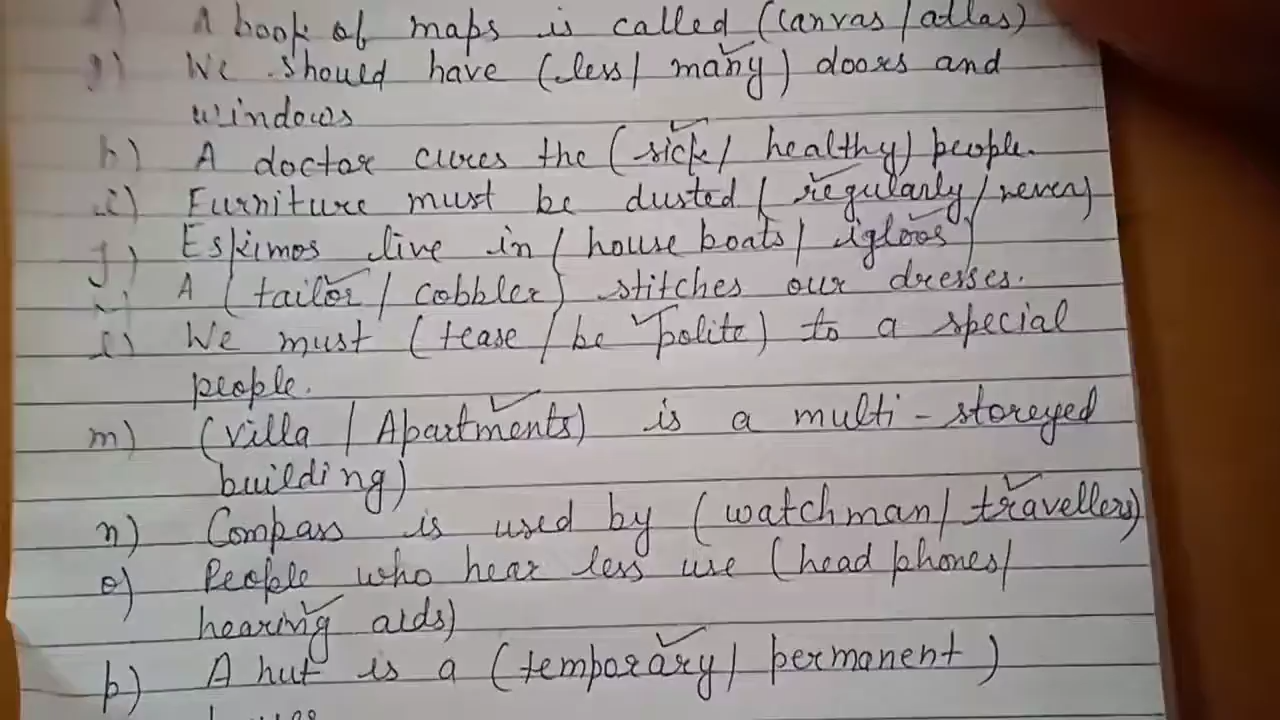 A book of maps is called (canvas/atlas)
g) We should have (less/ many) doors and
windows
h) A doctor cures the (sick/ healthy) people.
i) Furniture must be dusted ( regularly/never)
j) Eskimos live in ( house boats/ igloos)
A (tailor / cobbler) stitches our dresses.
l) We must (tease / be polite) to a special
people.
m) (Villa / Apartments) is a multi-storeyed
building)
n) Compass is used by (watchman/ travellers)
o) People who hear less use (head phones/
hearing aids)
p) A hut is a (temporary/ permanent )